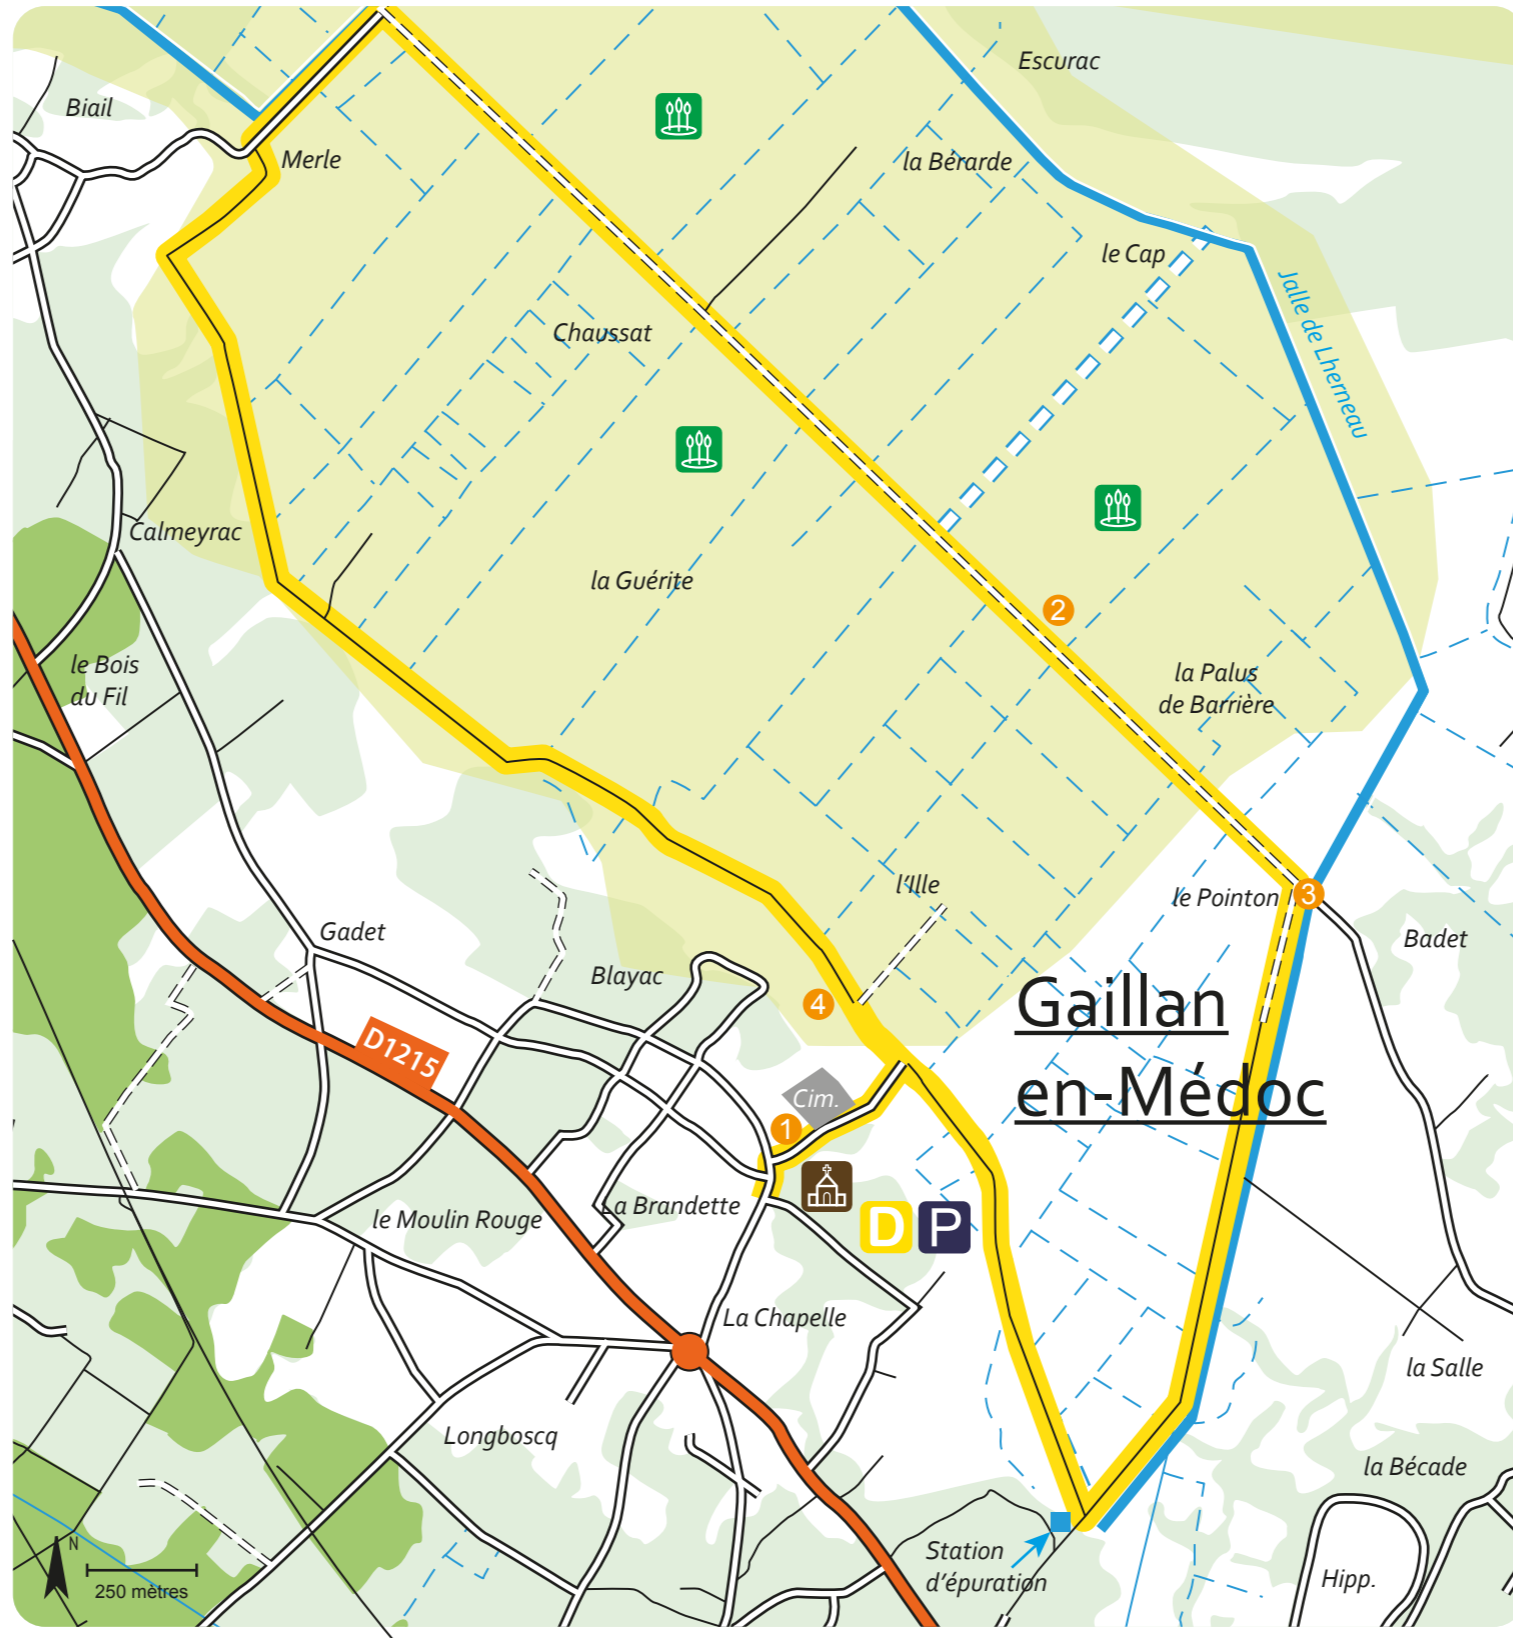 Escurac
Biail
Merle
la Bérarde
le Cap
Jalle de Lherneau
Chaussat
Calmeyrac
la Guérite
2
le Bois
du Fil
la Palus
de Barrière
l'Ille
le Pointon
3
Gadet
Badet
Blayac
4
Gaillan
en-Médoc
D1215
Cim.
1
La Brandette
le Moulin Rouge
D
P
La Chapelle
la Salle
Longboscq
la Bécade
N
250 mètres
Station
d'épuration
Hipp.